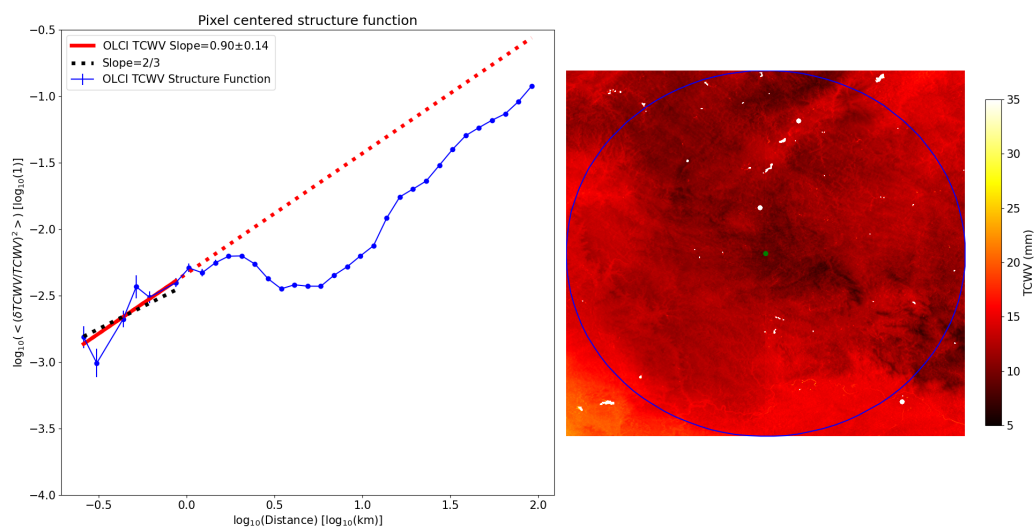 Pixel centered structure function
OLCI TCWV Slope=0.90±0.14
Slope=2/3
OLCI TCWV Structure Function
−0.5
−1.0
−1.5
−2.0
−2.5
−3.0
−3.5
−4.0
log₁₀(<(δTCWV/TCWV)²>) [log₁₀(1)]
−0.5 0.0 0.5 1.0 1.5 2.0
log₁₀(Distance) [log₁₀(km)]
35
30
25
20
15
10
5
TCWV (mm)